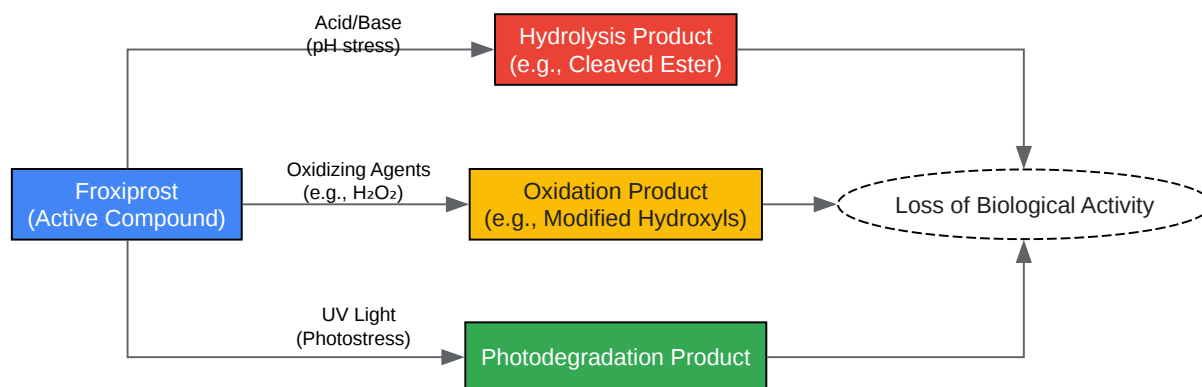 Acid/Base
(pH stress)
Hydrolysis Product
(e.g., Cleaved Ester)
Froxiprost
(Active Compound)
Oxidizing Agents
(e.g., H₂O₂)
Oxidation Product
(e.g., Modified Hydroxyls)
Loss of Biological Activity
UV Light
(Photostress)
Photodegradation Product